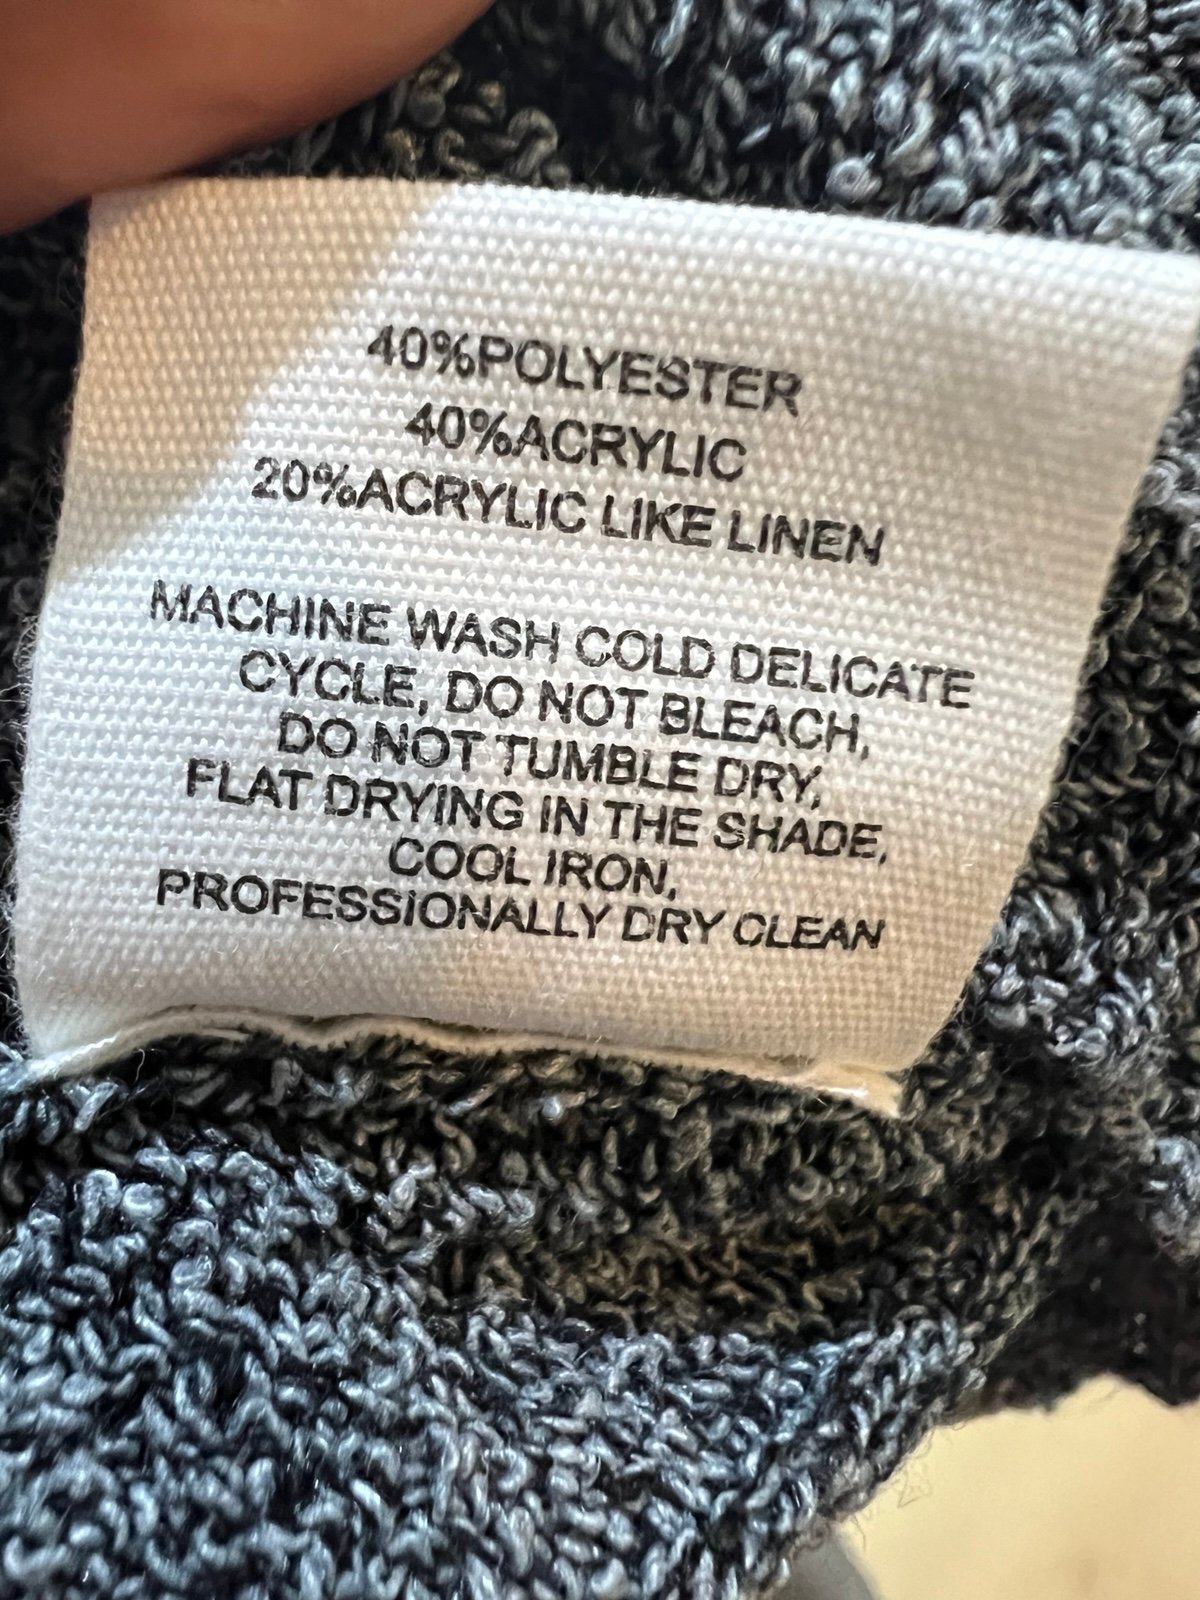 40%POLYESTER
40%ACRYLIC
20%ACRYLIC LIKE LINEN
MACHINE WASH COLD DELICATE
CYCLE, DO NOT BLEACH,
DO NOT TUMBLE DRY,
FLAT DRYING IN THE SHADE,
COOL IRON,
PROFESSIONALLY DRY CLEAN